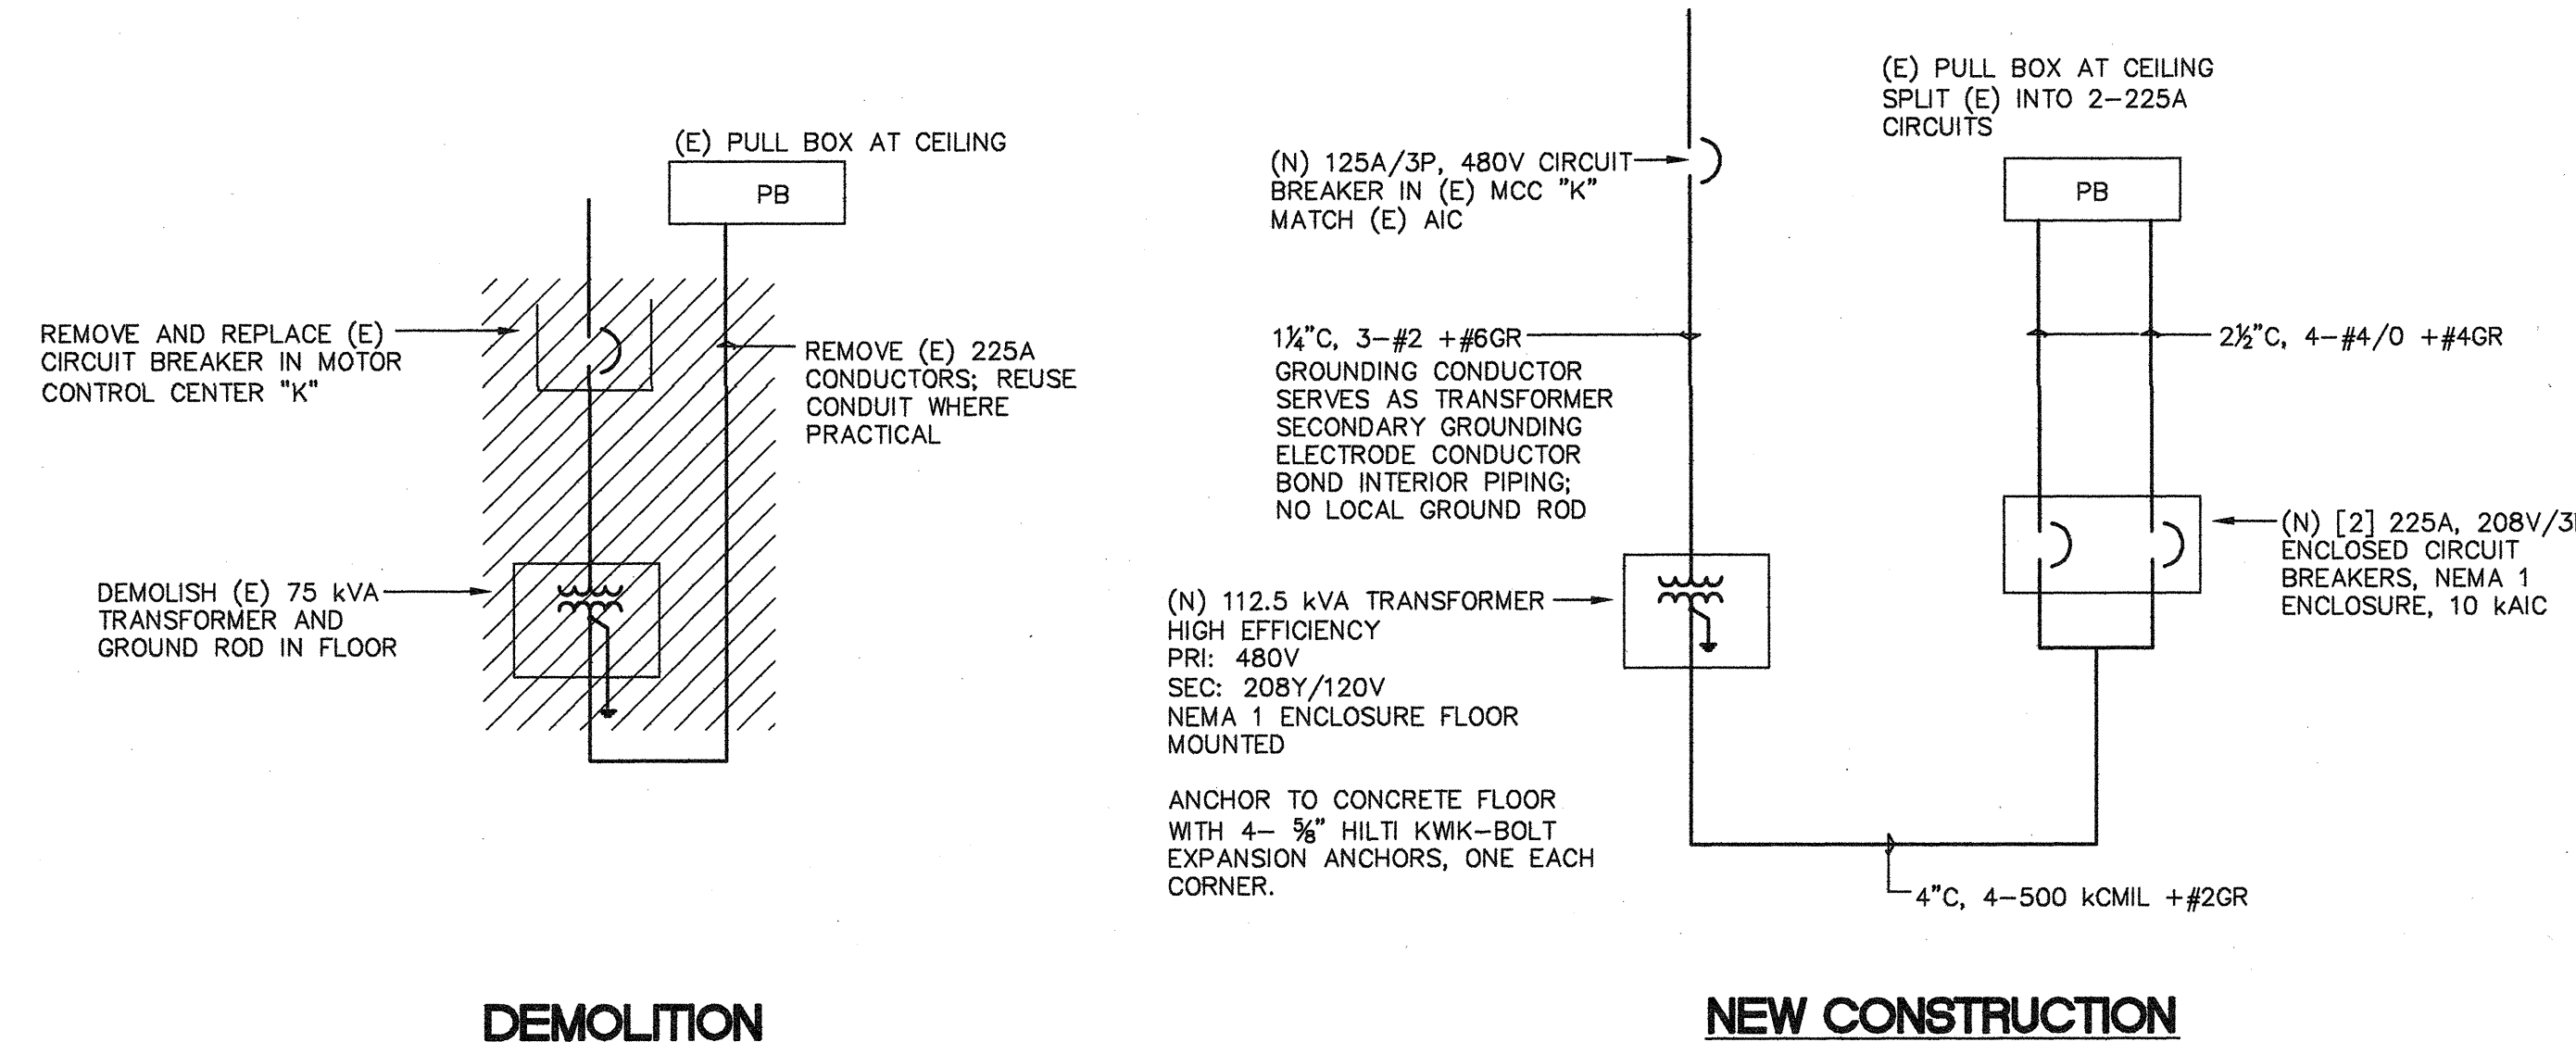 (E) PULL BOX AT CEILING
PB
REMOVE AND REPLACE (E)
CIRCUIT BREAKER IN MOTOR
CONTROL CENTER "K"
REMOVE (E) 225A
CONDUCTORS; REUSE
CONDUIT WHERE
PRACTICAL
DEMOLISH (E) 75 kVA
TRANSFORMER AND
GROUND ROD IN FLOOR
DEMOLITION
(E) PULL BOX AT CEILING
SPLIT (E) INTO 2-225A
CIRCUITS
PB
(N) 125A/3P, 480V CIRCUIT
BREAKER IN (E) MCC "K"
MATCH (E) AIC
1¼"C, 3-#2 +#6GR
GROUNDING CONDUCTOR
SERVES AS TRANSFORMER
SECONDARY GROUNDING
ELECTRODE CONDUCTOR
BOND INTERIOR PIPING;
NO LOCAL GROUND ROD
2½"C, 4-#4/0 +#4GR
(N) [2] 225A, 208V/3
ENCLOSED CIRCUIT
BREAKERS, NEMA 1
ENCLOSURE, 10 kAIC
(N) 112.5 kVA TRANSFORMER
HIGH EFFICIENCY
PRI: 480V
SEC: 208Y/120V
NEMA 1 ENCLOSURE FLOOR
MOUNTED
ANCHOR TO CONCRETE FLOOR
WITH 4- ⅝" HILTI KWIK-BOLT
EXPANSION ANCHORS, ONE EACH
CORNER.
4"C, 4-500 kCMIL +#2GR
NEW CONSTRUCTION